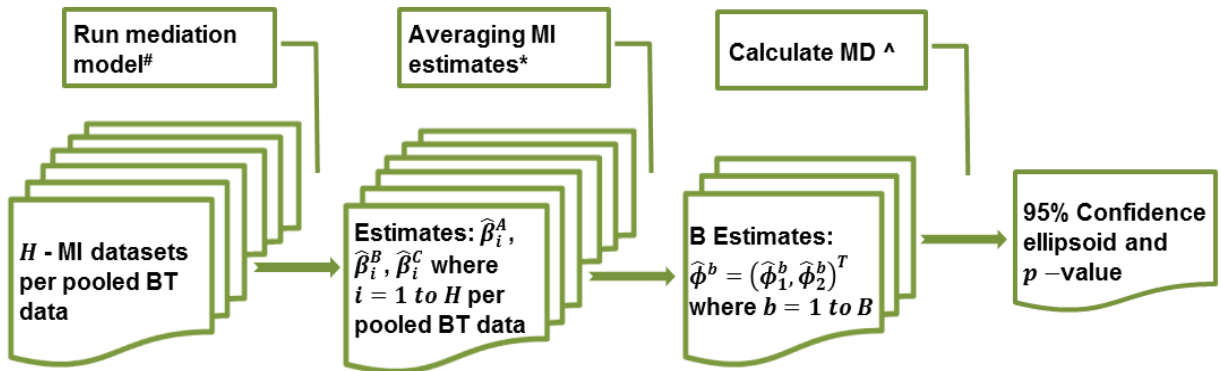 Run mediation
model#
Averaging MI
estimates*
Calculate MD ^
H - MI datasets
per pooled BT
data
Estimates: β̂ᵢᴬ,
β̂ᵢᴮ, β̂ᵢᶜ where
i = 1 to H per
pooled BT data
B Estimates:
ϕ̂ᵇ = (ϕ̂₁ᵇ, ϕ̂₂ᵇ)ᵀ
where b = 1 to B
95% Confidence
ellipsoid and
p −value